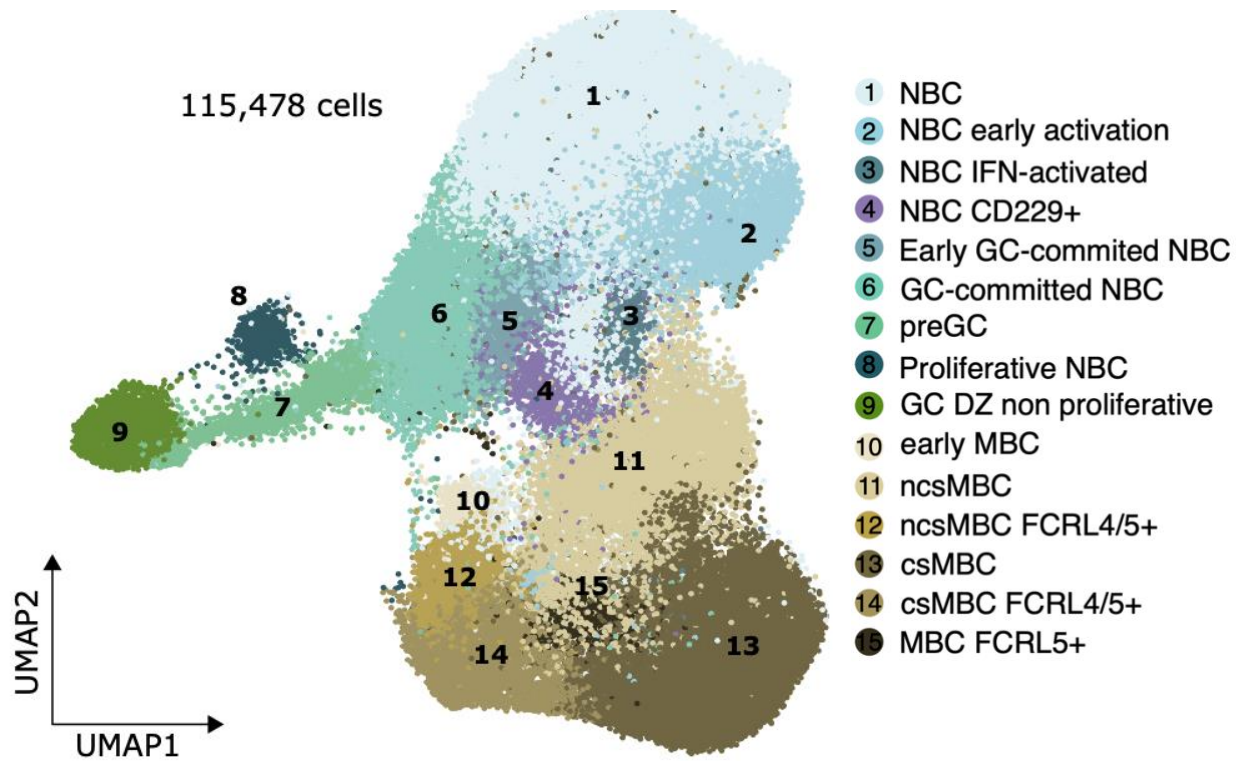 115,478 cells
1
2
3
4
5
6
7
8
9
10
11
12
13
14
15
UMAP2
UMAP1
1 NBC
2 NBC early activation
3 NBC IFN-activated
4 NBC CD229+
5 Early GC-commited NBC
6 GC-committed NBC
7 preGC
8 Proliferative NBC
9 GC DZ non proliferative
10 early MBC
11 ncsMBC
12 ncsMBC FCRL4/5+
13 csMBC
14 csMBC FCRL4/5+
15 MBC FCRL5+